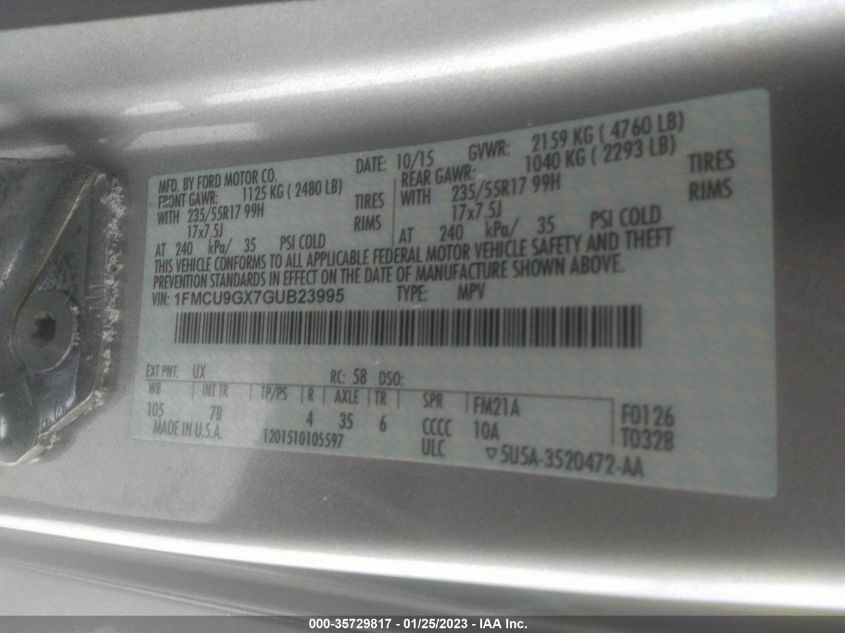 MFD. BY FORD MOTOR CO. DATE: 10/15 GVWR: 2159 KG ( 4760 LB)
FRONT GAWR: 1125 KG ( 2480 LB) REAR GAWR: 1040 KG ( 2293 LB)
WITH 235/55R17 99H TIRES WITH 235/55R17 99H TIRES
17x7.5J RIMS 17x7.5J RIMS
AT 240 kPa/ 35 PSI COLD AT 240 kPa/ 35 PSI COLD
THIS VEHICLE CONFORMS TO ALL APPLICABLE FEDERAL MOTOR VEHICLE SAFETY AND THEFT
PREVENTION STANDARDS IN EFFECT ON THE DATE OF MANUFACTURE SHOWN ABOVE.
VIN: 1FMCU9GX7GUB23995 TYPE: MPV
EXT PNT: UX RC: 58 DSO:
WB INT TR TP/PS R AXLE TR SPR FM21A F0126
105 7B 4 35 6 CCCC 10A T0328
MADE IN U.S.A. 1201510105597 ULC ▽5U5A-3520472-AA
000-35729817 - 01/25/2023 - IAA Inc.